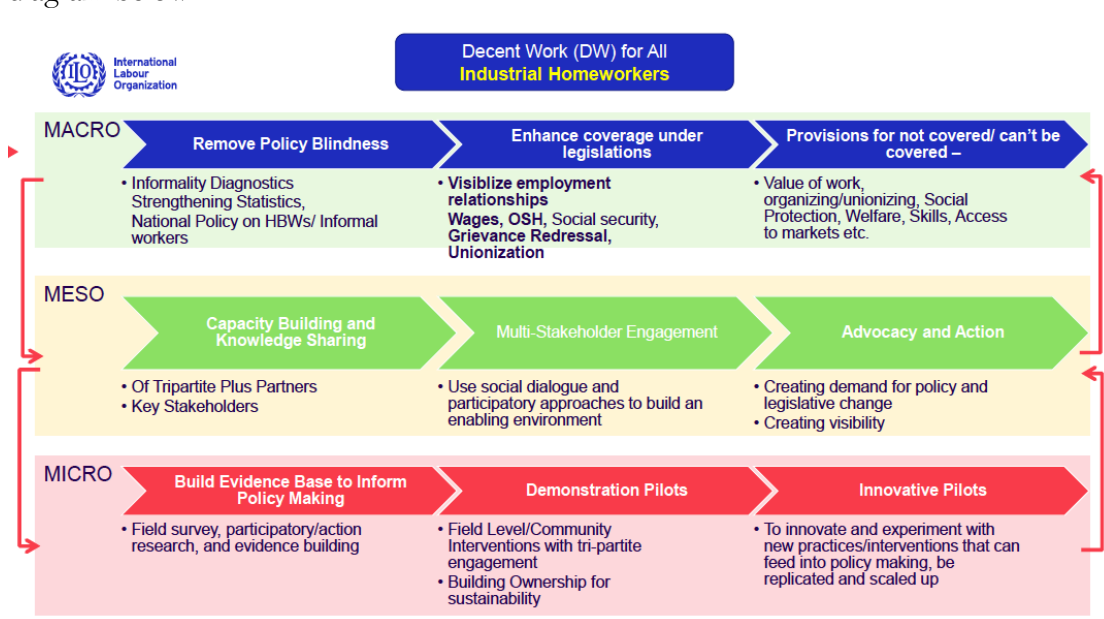 diagram below
International
Labour
Organization
Decent Work (DW) for All
Industrial Homeworkers
MACRO
Remove Policy Blindness
Enhance coverage under
legislations
Provisions for not covered/ can't be
covered –
• Informality Diagnostics
Strengthening Statistics,
National Policy on HBWs/ Informal
workers
• Visiblize employment
relationships
Wages, OSH, Social security,
Grievance Redressal,
Unionization
• Value of work,
organizing/unionizing, Social
Protection, Welfare, Skills, Access
to markets etc.
MESO
Capacity Building and
Knowledge Sharing
Multi-Stakeholder Engagement
Advocacy and Action
• Of Tripartite Plus Partners
• Key Stakeholders
• Use social dialogue and
participatory approaches to build an
enabling environment
• Creating demand for policy and
legislative change
• Creating visibility
MICRO
Build Evidence Base to Inform
Policy Making
Demonstration Pilots
Innovative Pilots
• Field survey, participatory/action
research, and evidence building
• Field Level/Community
Interventions with tri-partite
engagement
• Building Ownership for
sustainability
• To innovate and experiment with
new practices/interventions that can
feed into policy making, be
replicated and scaled up